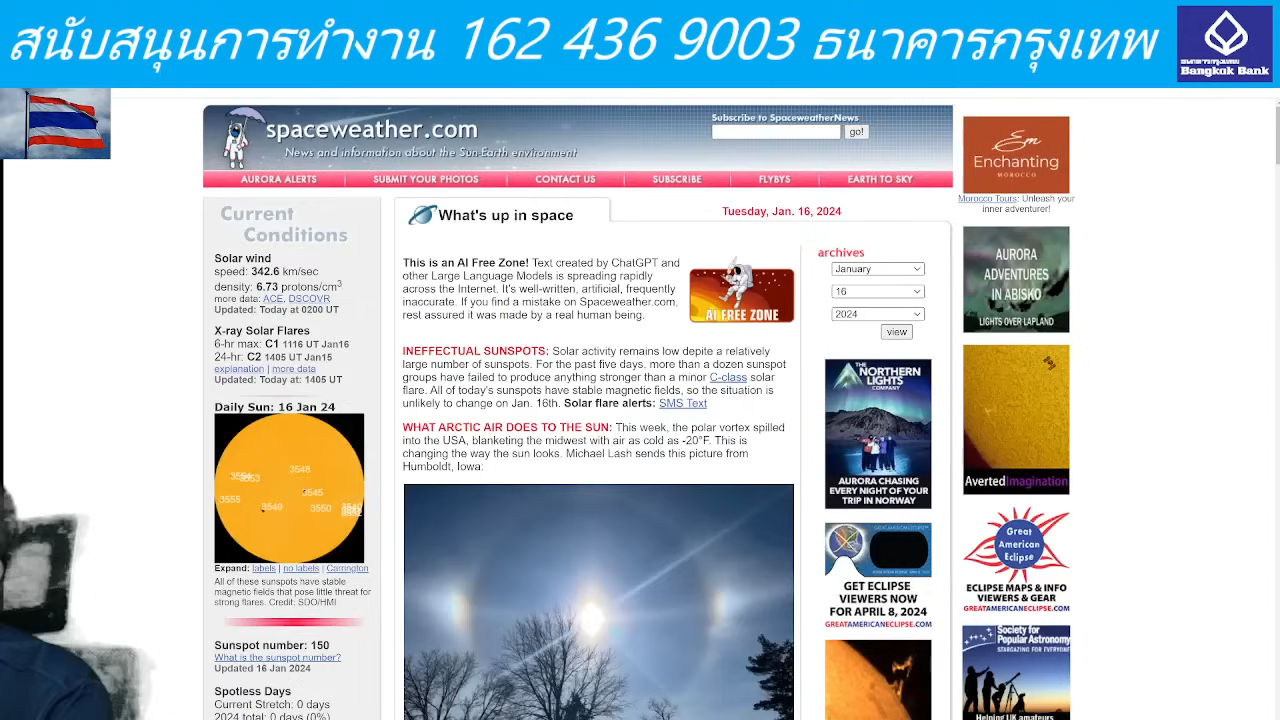 สนับสนุนการทำงาน 162 436 9003 ธนาคารกรุงเทพ
Bangkok Bank
spaceweather.com
News and information about the Sun-Earth environment
Subscribe to SpaceweatherNews
go!
AURORA ALERTS | SUBMIT YOUR PHOTOS | CONTACT US | SUBSCRIBE | FLYBYS | EARTH TO SKY
Current
Conditions
Solar wind
speed: 342.6 km/sec
density: 6.73 protons/cm3
more data: ACE, DSCOVR
Updated: Today at 0200 UT
X-ray Solar Flares
6-hr max: C1 1116 UT Jan16
24-hr: C2 1405 UT Jan15
explanation | more data
Updated: Today at: 1405 UT
Daily Sun: 16 Jan 24
3548
3545
3555
3549
3550
Expand: labels | no labels | Carrington
All of these sunspots have stable
magnetic fields that pose little threat for
strong flares. Credit: SDO/HMI
Sunspot number: 150
What is the sunspot number?
Updated 16 Jan 2024
Spotless Days
Current Stretch: 0 days
2024 total: 0 days (0%)
What's up in space
Tuesday, Jan. 16, 2024
This is an AI Free Zone! Text created by ChatGPT and
other Large Language Models is spreading rapidly
across the Internet. It's well-written, artificial, frequently
inaccurate. If you find a mistake on Spaceweather.com,
rest assured it was made by a real human being.
AI FREE ZONE
INEFFECTUAL SUNSPOTS: Solar activity remains low depite a relatively
large number of sunspots. For the past five days, more than a dozen sunspot
groups have failed to produce anything stronger than a minor C-class solar
flare. All of today's sunspots have stable magnetic fields, so the situation is
unlikely to change on Jan. 16th. Solar flare alerts: SMS Text
WHAT ARCTIC AIR DOES TO THE SUN: This week, the polar vortex spilled
into the USA, blanketing the midwest with air as cold as -20°F. This is
changing the way the sun looks. Michael Lash sends this picture from
Humboldt, Iowa:
archives
January
16
2024
view
THE
NORTHERN
LIGHTS
COMPANY
AURORA CHASING
EVERY NIGHT OF YOUR
TRIP IN NORWAY
GET ECLIPSE
VIEWERS NOW
FOR APRIL 8, 2024
GREATAMERICANECLIPSE.COM
Em
Enchanting
MOROCCO
Morocco Tours: Unleash your
inner adventurer!
AURORA
ADVENTURES
IN ABISKO
LIGHTS OVER LAPLAND
AvertedImagination
Great
American
Eclipse
ECLIPSE MAPS & INFO
VIEWERS & GEAR
GREATAMERICANECLIPSE.COM
Society for
Popular Astronomy
STARGAZING FOR EVERYONE
Helping UK amateurs